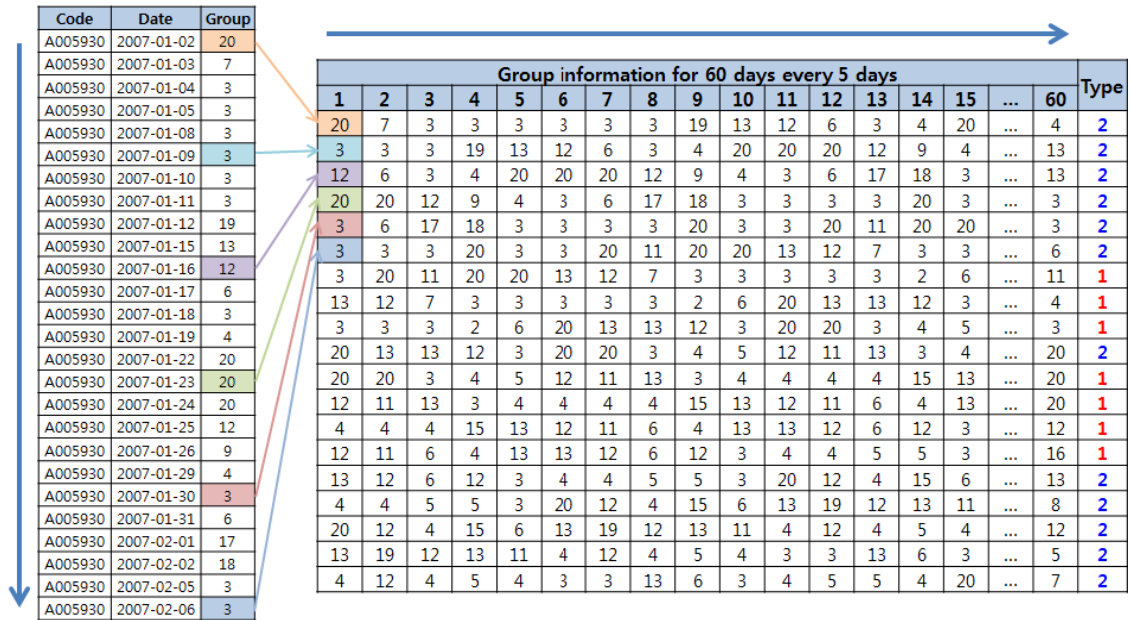 Code Date Group
A005930 2007-01-02 20
A005930 2007-01-03 7
A005930 2007-01-04 3
A005930 2007-01-05 3
A005930 2007-01-08 3
A005930 2007-01-09 3
A005930 2007-01-10 3
A005930 2007-01-11 3
A005930 2007-01-12 19
A005930 2007-01-15 13
A005930 2007-01-16 12
A005930 2007-01-17 6
A005930 2007-01-18 3
A005930 2007-01-19 4
A005930 2007-01-22 20
A005930 2007-01-23 20
A005930 2007-01-24 20
A005930 2007-01-25 12
A005930 2007-01-26 9
A005930 2007-01-29 4
A005930 2007-01-30 3
A005930 2007-01-31 6
A005930 2007-02-01 17
A005930 2007-02-02 18
A005930 2007-02-05 3
A005930 2007-02-06 3
Group information for 60 days every 5 days Type
1 2 3 4 5 6 7 8 9 10 11 12 13 14 15 ... 60
20 7 3 3 3 3 3 3 19 13 12 6 3 4 20 ... 4 2
3 3 3 19 13 12 6 3 4 20 20 20 12 9 4 ... 13 2
12 6 3 4 20 20 20 12 9 4 3 6 17 18 3 ... 13 2
20 20 12 9 4 3 6 17 18 3 3 3 3 20 3 ... 3 2
3 6 17 18 3 3 3 3 20 3 3 20 11 20 20 ... 3 2
3 3 3 20 3 3 20 11 20 20 13 12 7 3 3 ... 6 2
3 20 11 20 20 13 12 7 3 3 3 3 3 2 6 ... 11 1
13 12 7 3 3 3 3 3 2 6 20 13 13 12 3 ... 4 1
3 3 3 2 6 20 13 13 12 3 20 20 3 4 5 ... 3 1
20 13 13 12 3 20 20 3 4 5 12 11 13 3 4 ... 20 2
20 20 3 4 5 12 11 13 3 4 4 4 4 15 13 ... 20 1
12 11 13 3 4 4 4 4 15 13 12 11 6 4 13 ... 20 1
4 4 4 15 13 12 11 6 4 13 13 12 6 12 3 ... 12 1
12 11 6 4 13 13 12 6 12 3 4 4 5 5 3 ... 16 1
13 12 6 12 3 4 4 5 5 3 20 12 4 15 6 ... 13 2
4 4 5 5 3 20 12 4 15 6 13 19 12 13 11 ... 8 2
20 12 4 15 6 13 19 12 13 11 4 12 4 5 4 ... 12 2
13 19 12 13 11 4 12 4 5 4 3 3 13 6 3 ... 5 2
4 12 4 5 4 3 3 13 6 3 4 5 5 4 20 ... 7 2